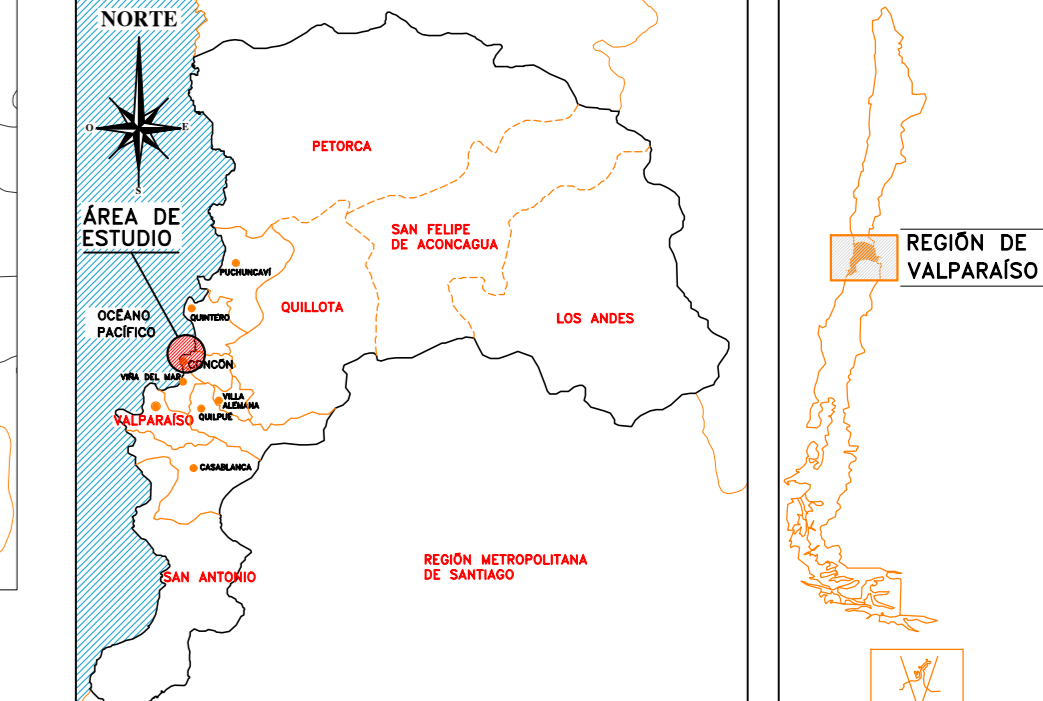 NORTE
O
E
S
ÁREA DE
ESTUDIO
PETORCA
SAN FELIPE
DE ACONCAGUA
PUCHUNCAVÍ
QUINTERO
QUILLOTA
LOS ANDES
OCÉANO
PACÍFICO
CONCÓN
VIÑA DEL MAR
VILLA
ALEMANA
QUILPUÉ
VALPARAÍSO
CASABLANCA
SAN ANTONIO
REGIÓN METROPOLITANA
DE SANTIAGO
REGIÓN DE
VALPARAÍSO